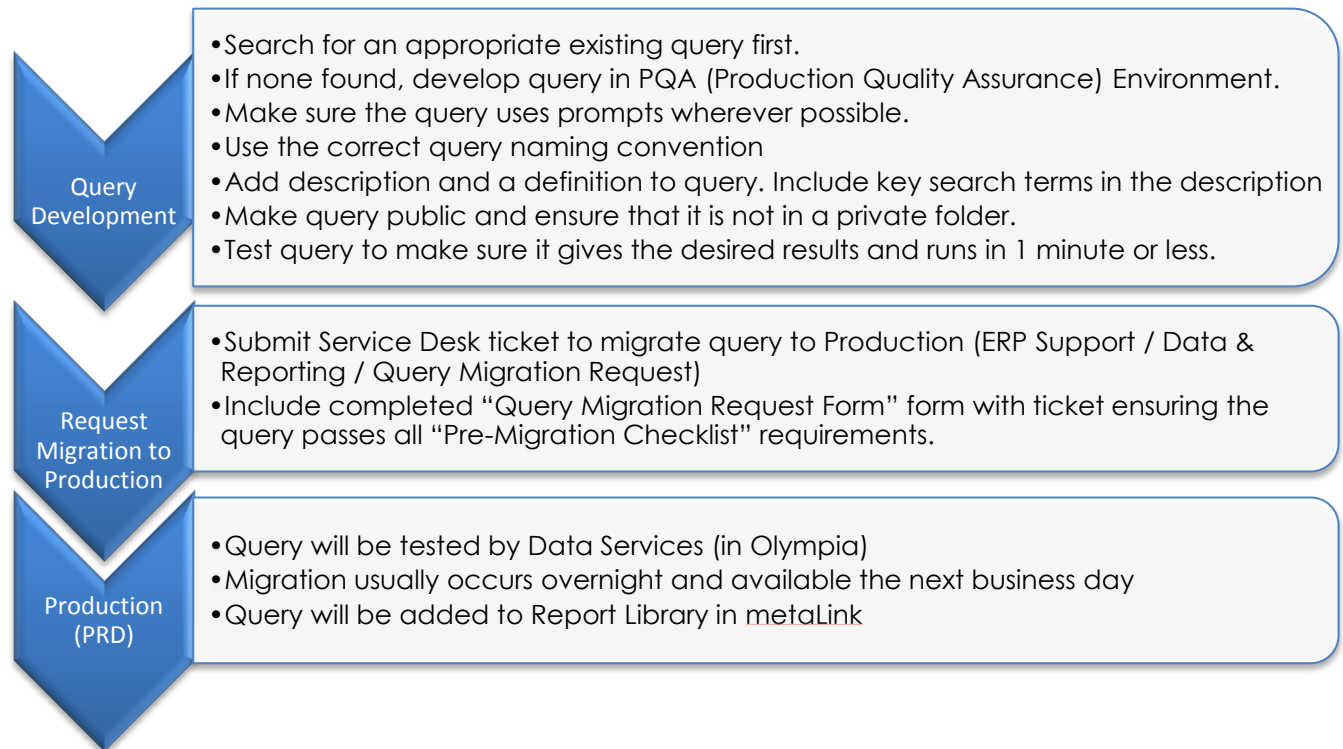 Query
Development
•Search for an appropriate existing query first.
•If none found, develop query in PQA (Production Quality Assurance) Environment.
•Make sure the query uses prompts wherever possible.
•Use the correct query naming convention
•Add description and a definition to query. Include key search terms in the description
•Make query public and ensure that it is not in a private folder.
•Test query to make sure it gives the desired results and runs in 1 minute or less.
Request
Migration to
Production
•Submit Service Desk ticket to migrate query to Production (ERP Support / Data &
Reporting / Query Migration Request)
•Include completed “Query Migration Request Form” form with ticket ensuring the
query passes all “Pre-Migration Checklist” requirements.
Production
(PRD)
•Query will be tested by Data Services (in Olympia)
•Migration usually occurs overnight and available the next business day
•Query will be added to Report Library in metaLink